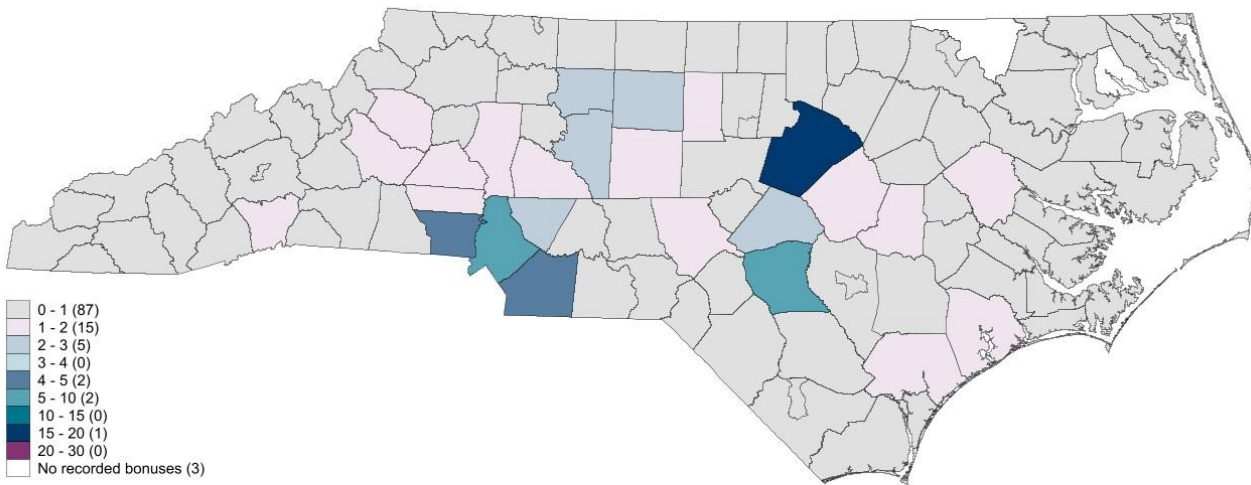 0 - 1 (87)
1 - 2 (15)
2 - 3 (5)
3 - 4 (0)
4 - 5 (2)
5 - 10 (2)
10 - 15 (0)
15 - 20 (1)
20 - 30 (0)
No recorded bonuses (3)